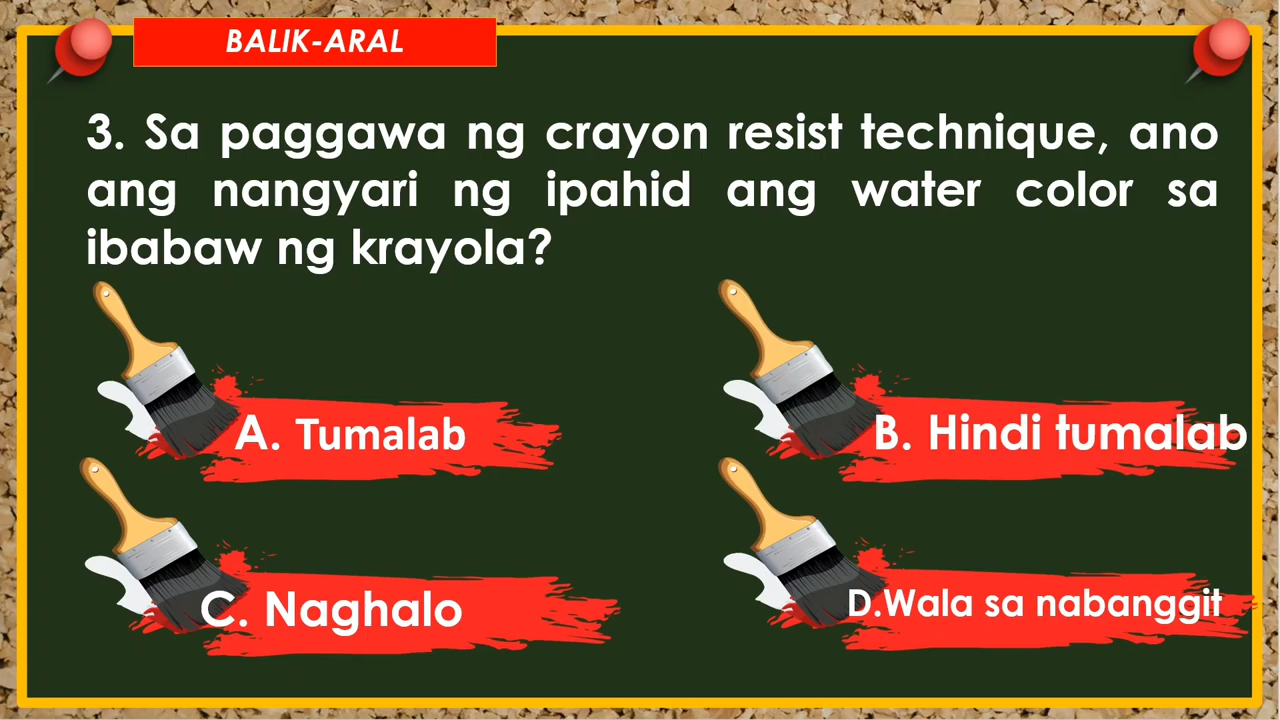 BALIK-ARAL
3. Sa paggawa ng crayon resist technique, ano
ang nangyari ng ipahid ang water color sa
ibabaw ng krayola?
A. Tumalab
B. Hindi tumalab
C. Naghalo
D.Wala sa nabanggit